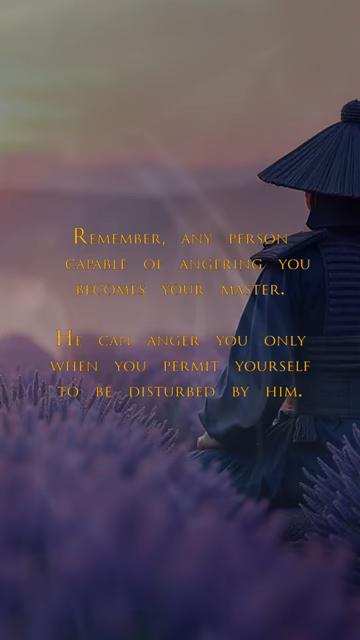 Remember, any person
capable of angering you
becomes your master.
He can anger you only
when you permit yourself
to be disturbed by him.